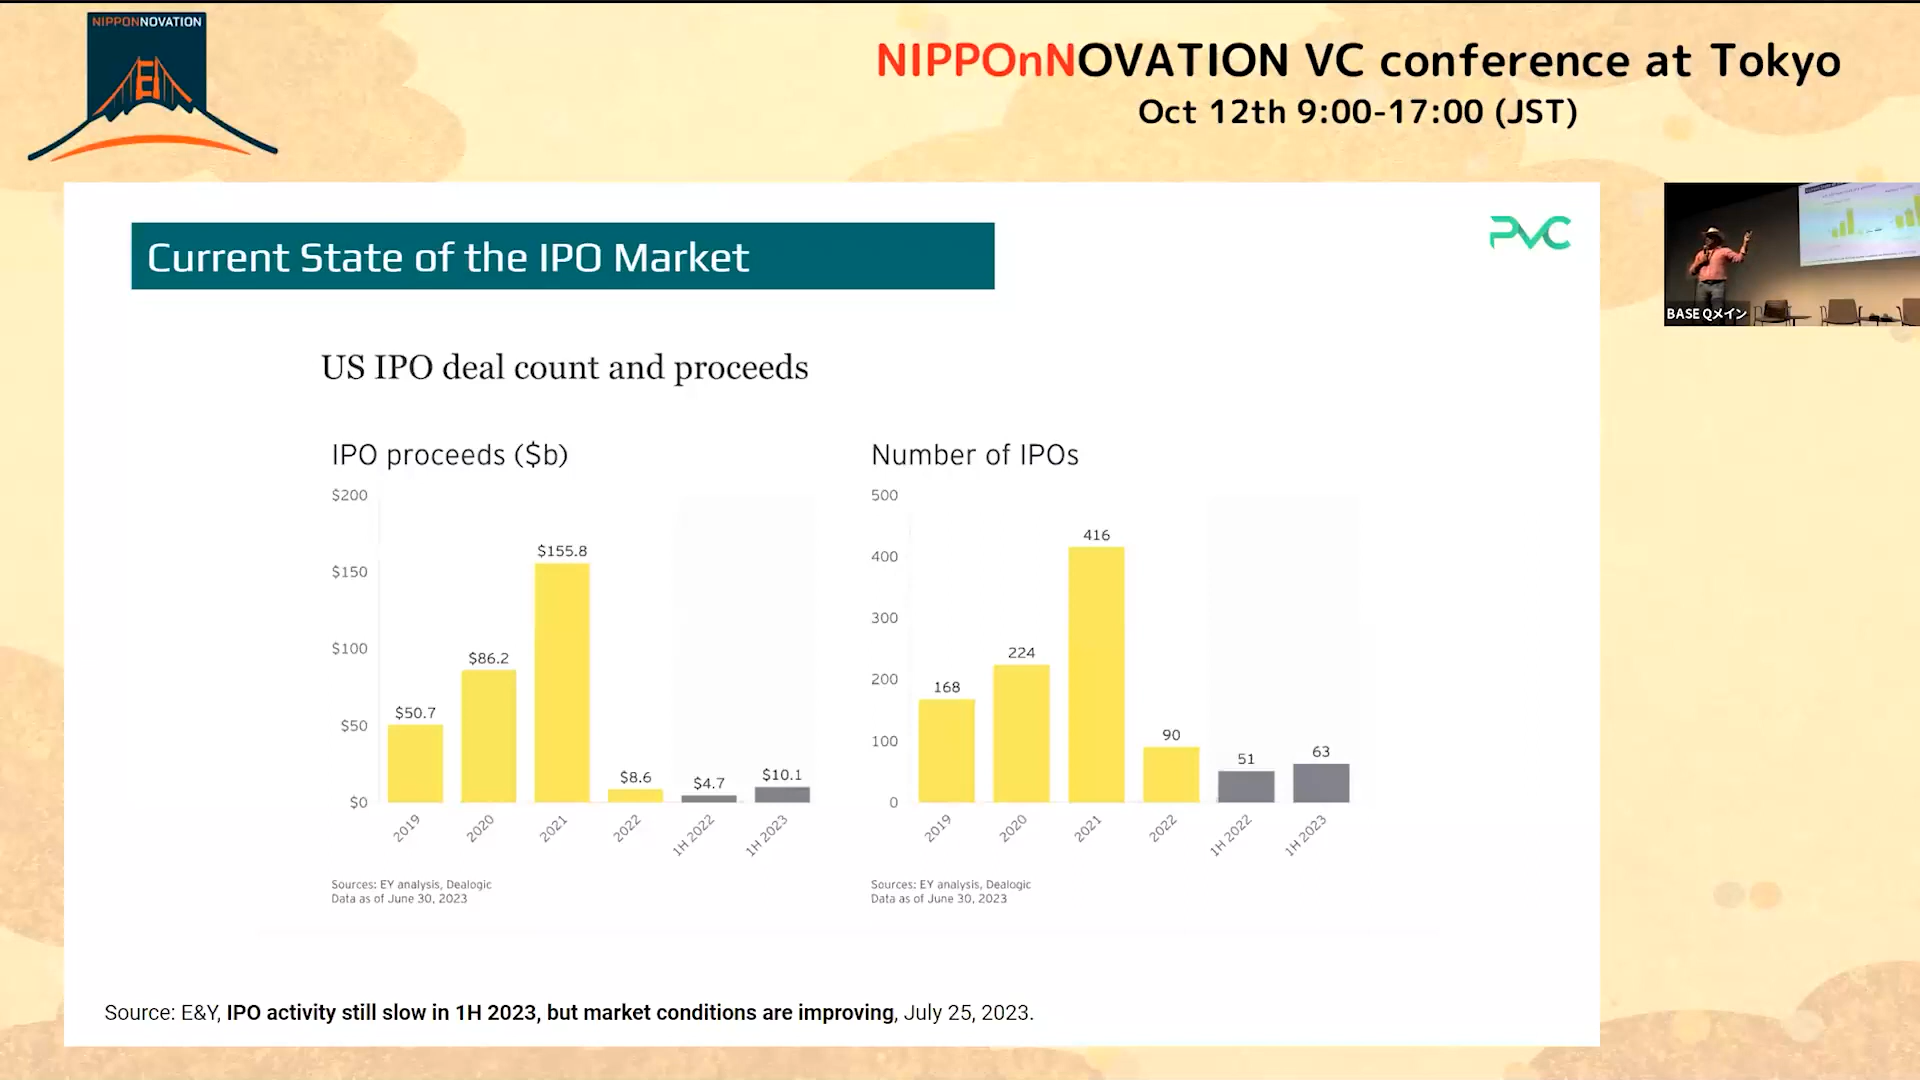 NIPPONNOVATION
NIPPOnNOVATION VC conference at Tokyo
Oct 12th 9:00-17:00 (JST)
Current State of the IPO Market
PVC
BASE Qメイン
US IPO deal count and proceeds
IPO proceeds ($b)
$200
$150
$100
$50
$0
$50.7
$86.2
$155.8
$8.6
$4.7
$10.1
2019
2020
2021
2022
1H 2022
1H 2023
Sources: EY analysis, Dealogic
Data as of June 30, 2023
Number of IPOs
500
400
300
200
100
0
168
224
416
90
51
63
2019
2020
2021
2022
1H 2022
1H 2023
Sources: EY analysis, Dealogic
Data as of June 30, 2023
Source: E&Y, IPO activity still slow in 1H 2023, but market conditions are improving, July 25, 2023.